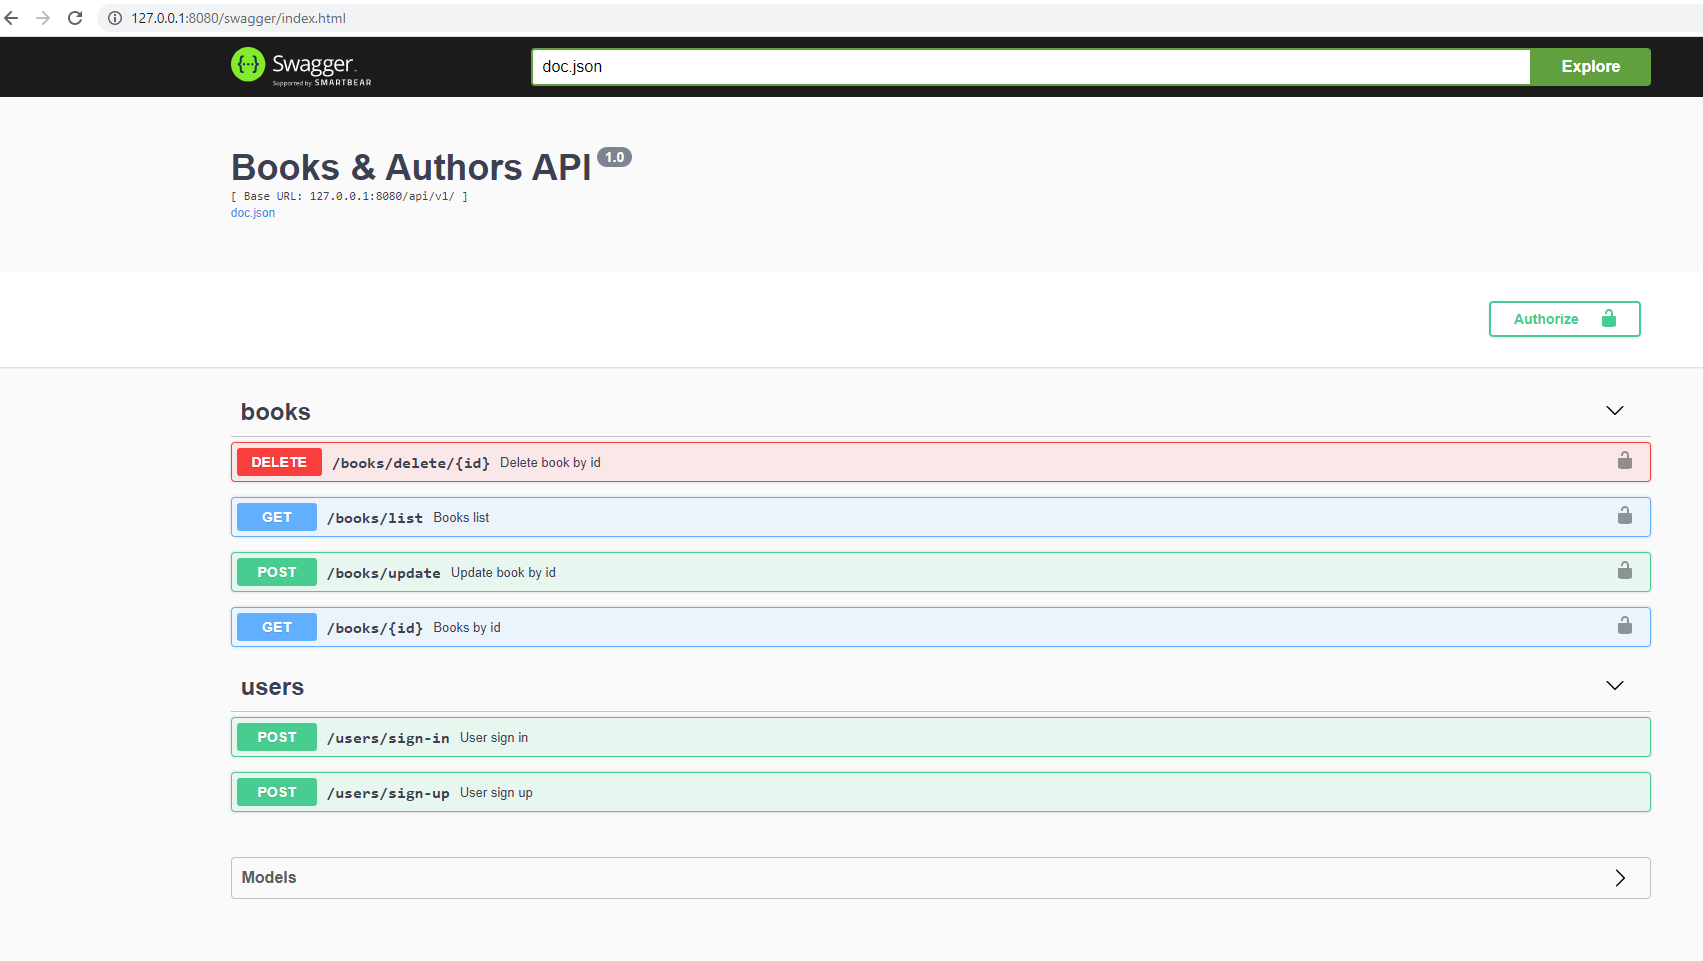 127.0.0.1:8080/swagger/index.html
Swagger
Supported by SMARTBEAR
doc.json
Explore
Books & Authors API 1.0
[ Base URL: 127.0.0.1:8080/api/v1/ ]
doc.json
Authorize
books
DELETE /books/delete/{id} Delete book by id
GET /books/list Books list
POST /books/update Update book by id
GET /books/{id} Books by id
users
POST /users/sign-in User sign in
POST /users/sign-up User sign up
Models